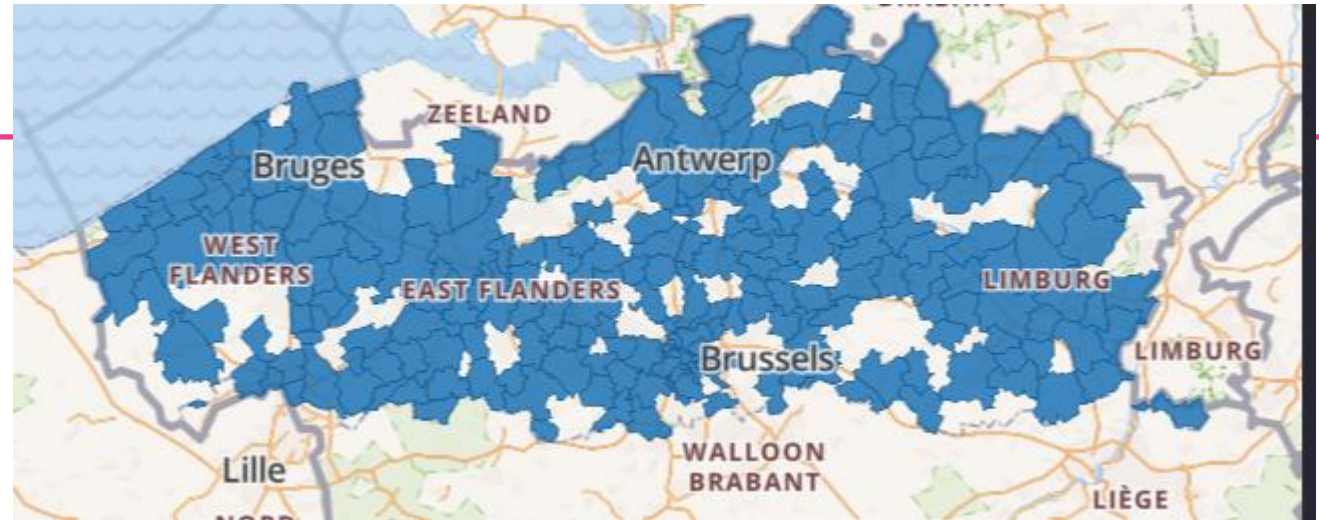 ZEELAND
Bruges
Antwerp
WEST
FLANDERS
EAST FLANDERS
LIMBURG
Brussels
LIMBURG
WALLOON
BRABANT
Lille
LIÈGE